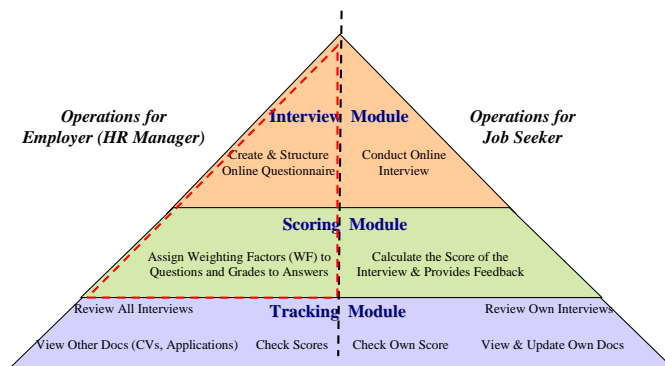 Operations for
Employer (HR Manager)
Operations for
Job Seeker
Interview Module
Create & Structure
Online Questionnaire
Conduct Online
Interview
Scoring Module
Assign Weighting Factors (WF) to
Questions and Grades to Answers
Calculate the Score of the
Interview & Provides Feedback
Tracking Module
Review All Interviews
Review Own Interviews
View Other Docs (CVs, Applications)
Check Scores
Check Own Score
View & Update Own Docs